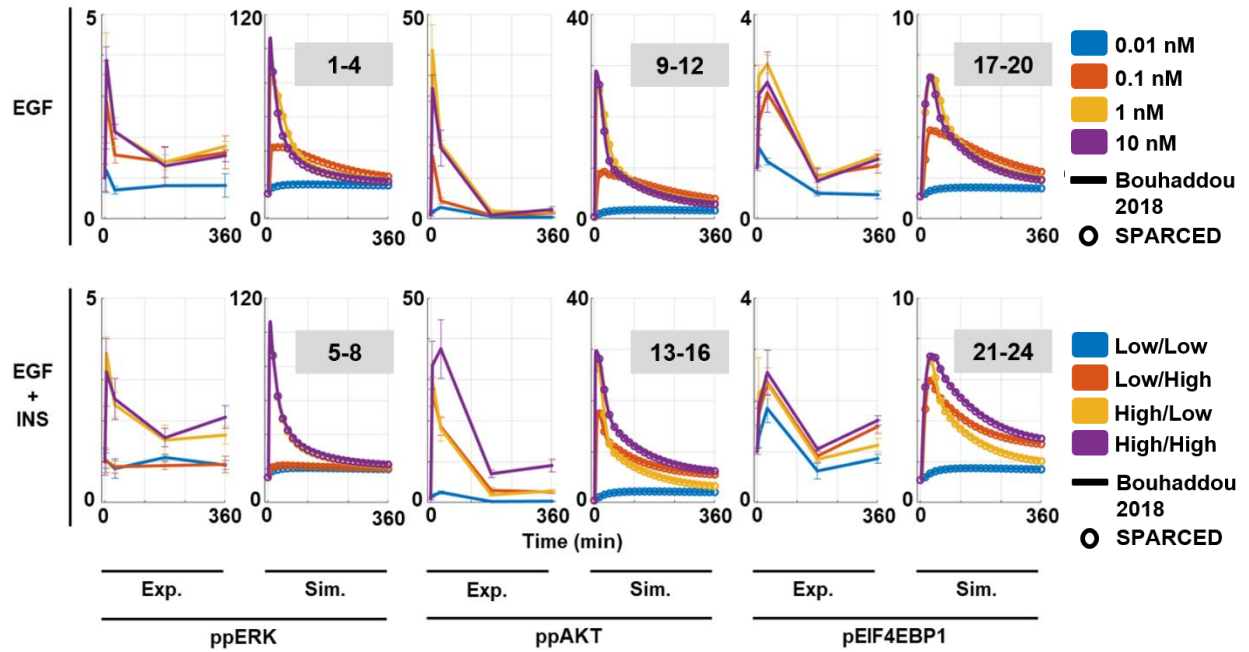 5
120
50
40
4
10
1-4
9-12
17-20
EGF
0
0
0
0
0
0
0 360
0 360
0 360
0 360
0 360
0 360
0.01 nM
0.1 nM
1 nM
10 nM
Bouhaddou
2018
SPARCED
5
120
50
40
4
10
5-8
13-16
21-24
EGF
+
INS
0
0
0
0
0
0
0 360
0 360
0 360
0 360
0 360
0 360
Low/Low
Low/High
High/Low
High/High
Bouhaddou
2018
SPARCED
Time (min)
Exp. Sim. Exp. Sim. Exp. Sim.
ppERK ppAKT pEIF4EBP1